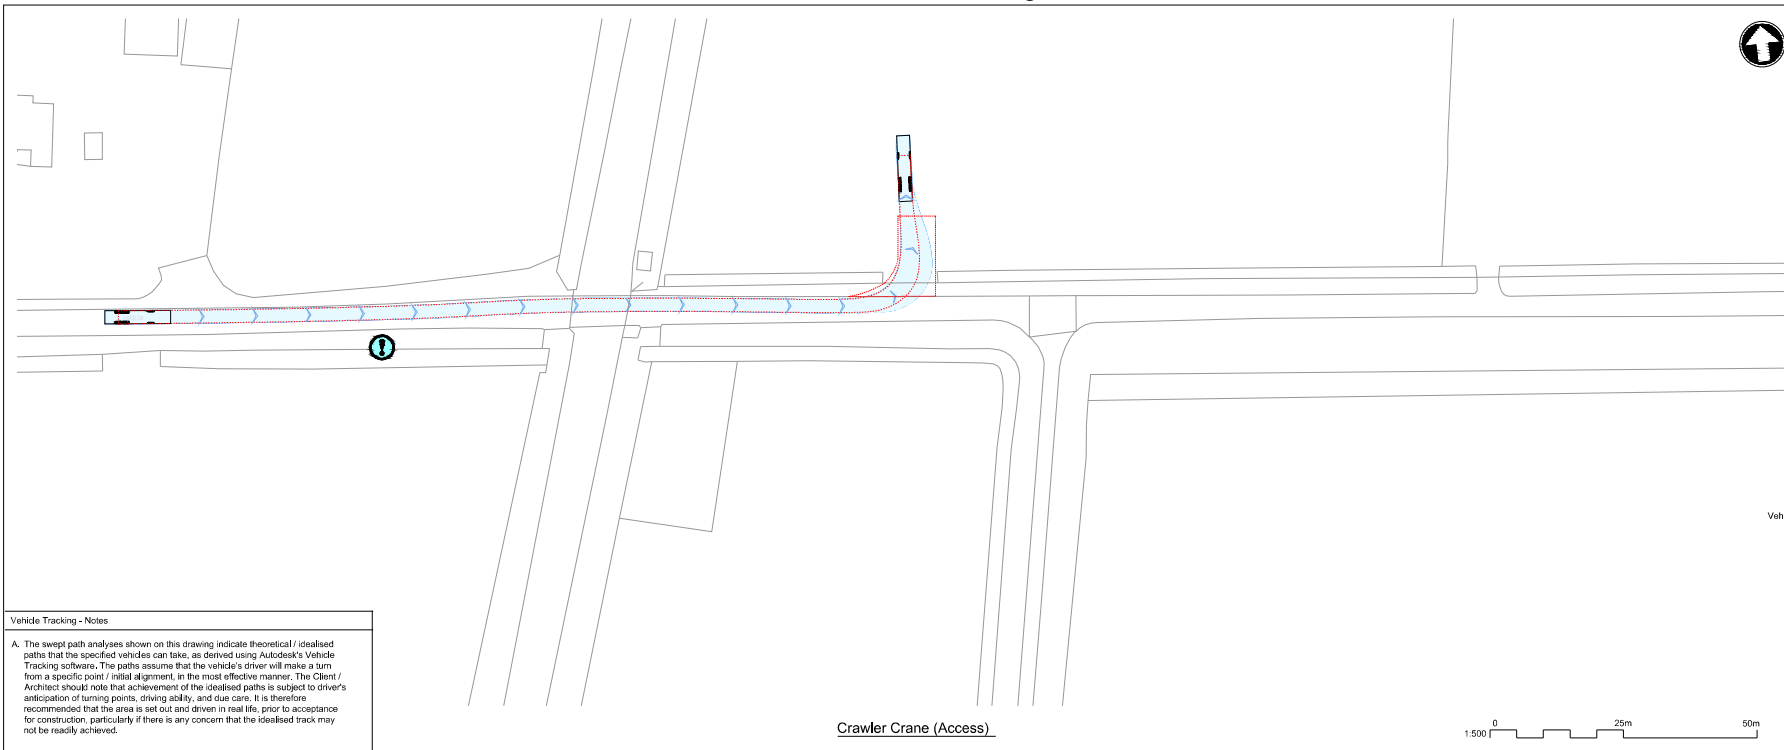 Veh
Vehicle Tracking - Notes
A. The swept path analyses shown on this drawing indicate theoretical / idealised
paths that the specified vehicles can take, as derived using Autodesk's Vehicle
Tracking software. The paths assume that the vehicle's driver will make a turn
from a specific point / initial alignment, in the most effective manner. The Client /
Architect should note that achievement of the idealised paths is subject to driver's
anticipation of turning points, driving ability, and due care. It is therefore
recommended that the area is set out and driven in real life, prior to acceptance
for construction, particularly if there is any concern that the idealised track may
not be readily achieved.
Crawler Crane (Access)
0 25m 50m
1:500